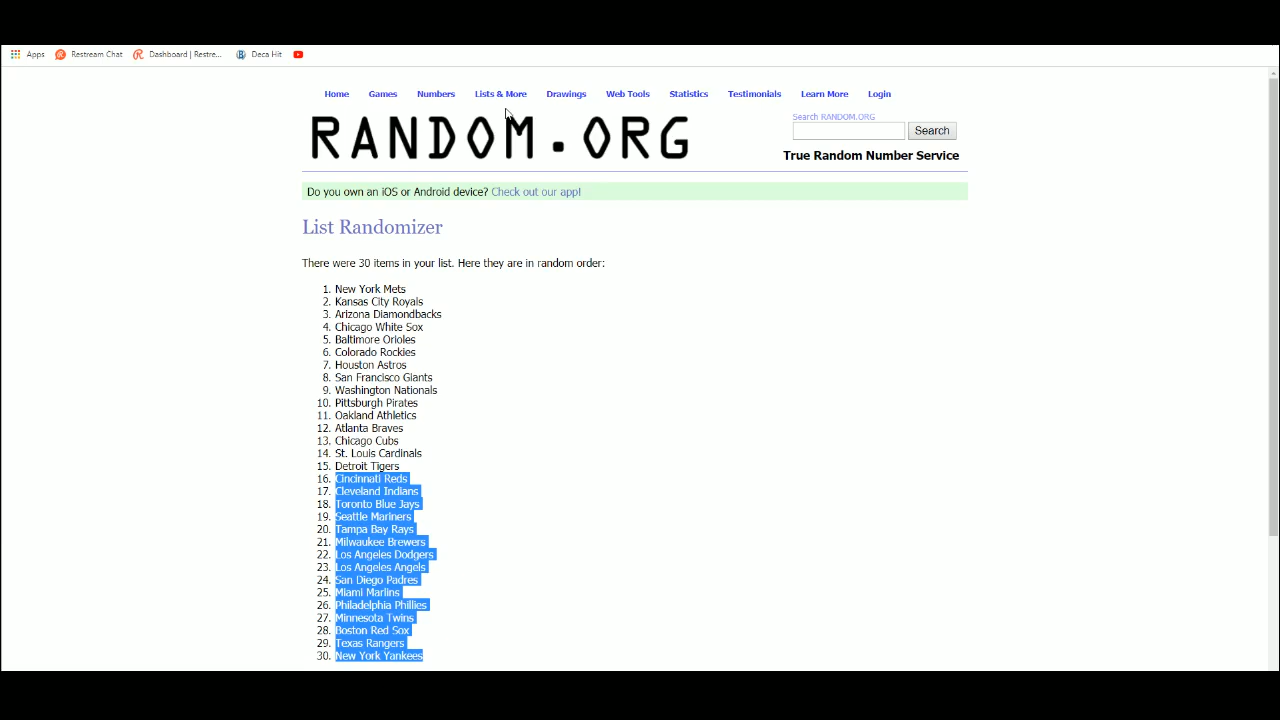 Apps Restream Chat Dashboard | Restre... Deca Hit
Home Games Numbers Lists & More Drawings Web Tools Statistics Testimonials Learn More Login
RANDOM.ORG
Search RANDOM.ORG
Search
True Random Number Service
Do you own an iOS or Android device? Check out our app!
List Randomizer
There were 30 items in your list. Here they are in random order:
1. New York Mets
2. Kansas City Royals
3. Arizona Diamondbacks
4. Chicago White Sox
5. Baltimore Orioles
6. Colorado Rockies
7. Houston Astros
8. San Francisco Giants
9. Washington Nationals
10. Pittsburgh Pirates
11. Oakland Athletics
12. Atlanta Braves
13. Chicago Cubs
14. St. Louis Cardinals
15. Detroit Tigers
16. Cincinnati Reds
17. Cleveland Indians
18. Toronto Blue Jays
19. Seattle Mariners
20. Tampa Bay Rays
21. Milwaukee Brewers
22. Los Angeles Dodgers
23. Los Angeles Angels
24. San Diego Padres
25. Miami Marlins
26. Philadelphia Phillies
27. Minnesota Twins
28. Boston Red Sox
29. Texas Rangers
30. New York Yankees